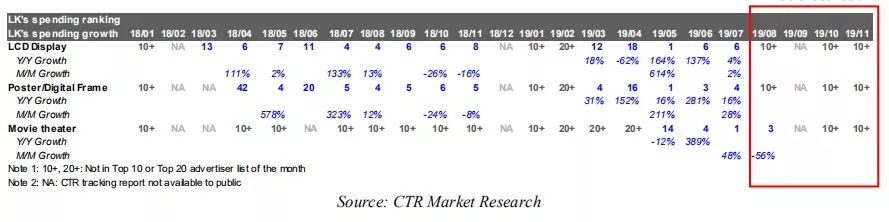 LK's spending ranking
LK's spending growth 18/01 18/02 18/03 18/04 18/05 18/06 18/07 18/08 18/09 18/10 18/11 18/12 19/01 19/02 19/03 19/04 19/05 19/06 19/07 19/08 19/09 19/10 19/11
LCD Display 10+ NA 13 6 7 11 4 4 6 6 8 NA 10+ 20+ 12 18 1 6 6 10+ NA 10+ 10+
Y/Y Growth 18% -62% 164% 137% 4%
M/M Growth 111% 2% 133% 13% -26% -16% 614% 2%
Poster/Digital Frame 10+ NA NA 42 4 20 5 4 5 6 5 NA 10+ 20+ 4 16 1 3 4 10+ NA 10+ 10+
Y/Y Growth 31% 152% 16% 281% 16%
M/M Growth 578% 323% 12% -24% -8% 211% 28%
Movie theater 10+ NA NA 10+ 10+ NA 10+ 10+ 10+ 10+ 10+ NA 10+ 20+ 20+ 20+ 14 4 1 3 NA 10+ 10+
Y/Y Growth -12% 389%
M/M Growth 48% -56%
Note 1: 10+, 20+: Not in Top 10 or Top 20 advertiser list of the month
Note 2: NA: CTR tracking report not available to public
Source: CTR Market Research